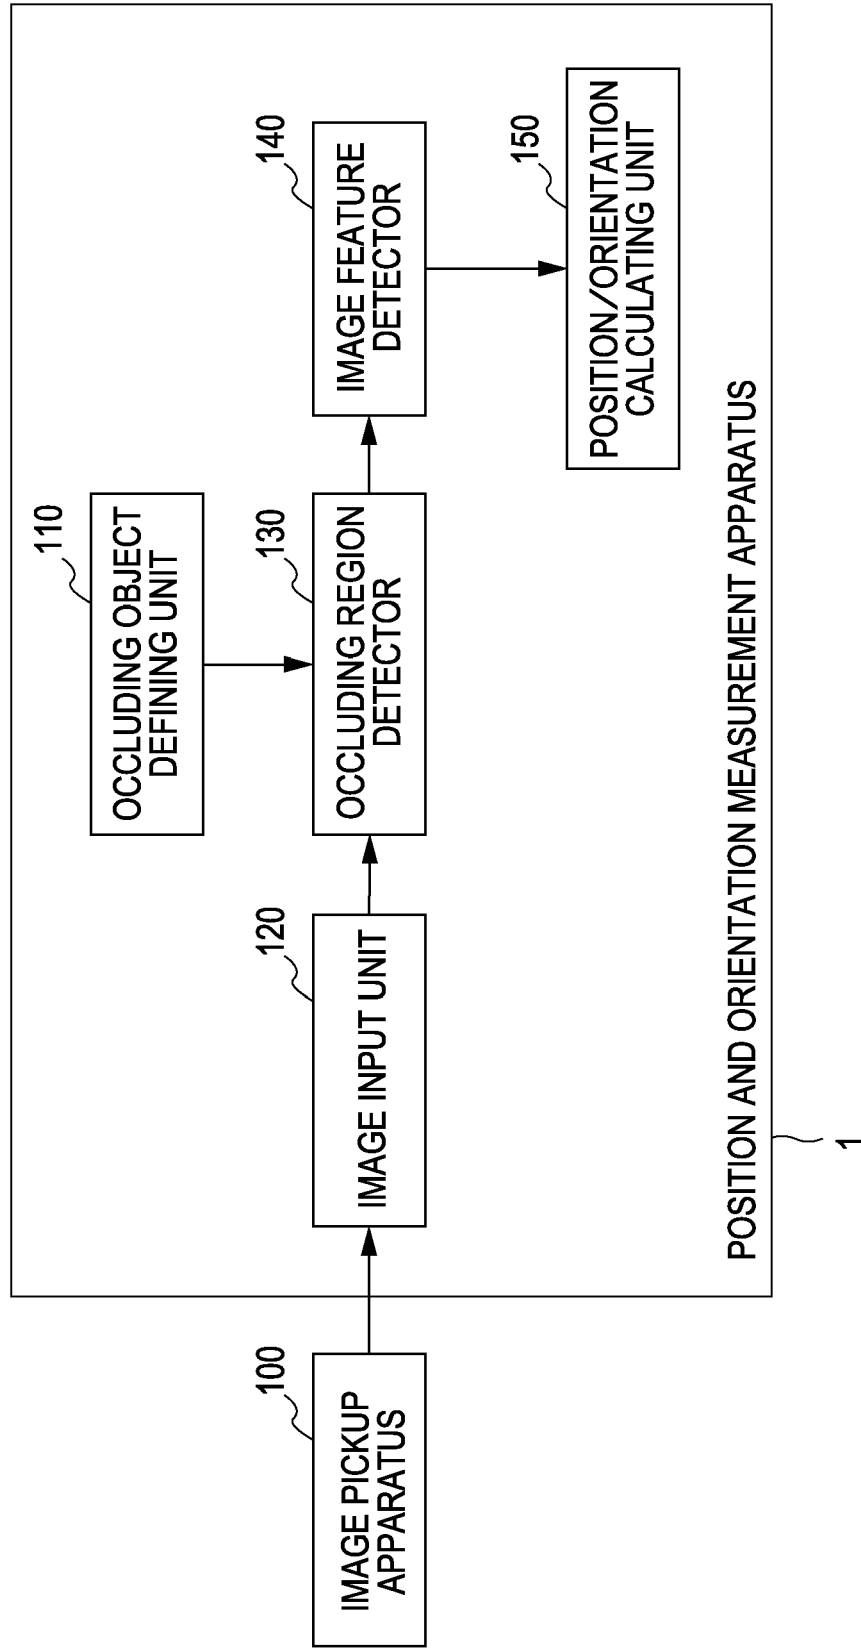 100
IMAGE PICKUP
APPARATUS
120
IMAGE INPUT UNIT
110
OCCLUDING OBJECT
DEFINING UNIT
130
OCCLUDING REGION
DETECTOR
140
IMAGE FEATURE
DETECTOR
150
POSITION/ORIENTATION
CALCULATING UNIT
POSITION AND ORIENTATION MEASUREMENT APPARATUS
1